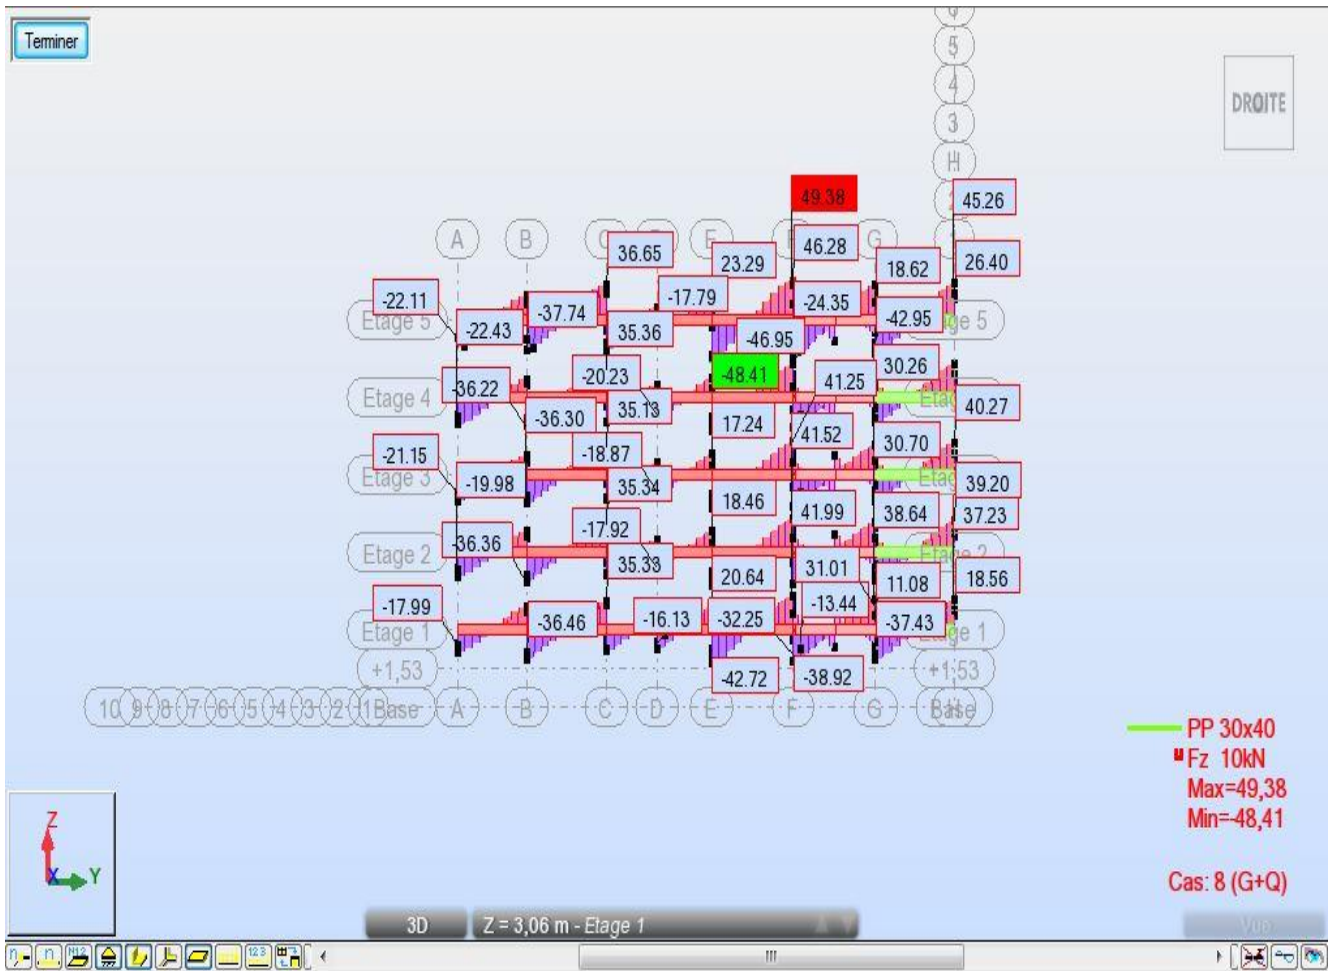 Terminer
5
4
3
H
DROITE
49.38
45.26
A B C E G
36.65
23.29
46.28
18.62
26.40
-22.11
-17.79
-24.35
Etage 5
-22.43
-37.74
35.36
-46.95
-42.95
ge 5
-36.22
-20.23
-48.41
41.25
30.26
Etage 4
-36.30
35.13
17.24
41.52
40.27
-21.15
-18.87
30.70
Etage 3
-19.98
35.34
18.46
41.99
38.64
39.20
37.23
Etage 2
-36.36
-17.92
35.33
20.64
31.01
11.08
18.56
-17.99
-36.46
-16.13
-32.25
-13.44
-37.43
Etage 1
Etage 1
+1,53
-42.72
-38.92
+1,53
10 9 8 7 6 5 4 3 2 1 Base A B C D E F G Base
PP 30x40
Fz 10kN
Max=49,38
Min=-48,41
Cas: 8 (G+Q)
Z
X
Y
3D
Z = 3,06 m - Etage 1
Vue